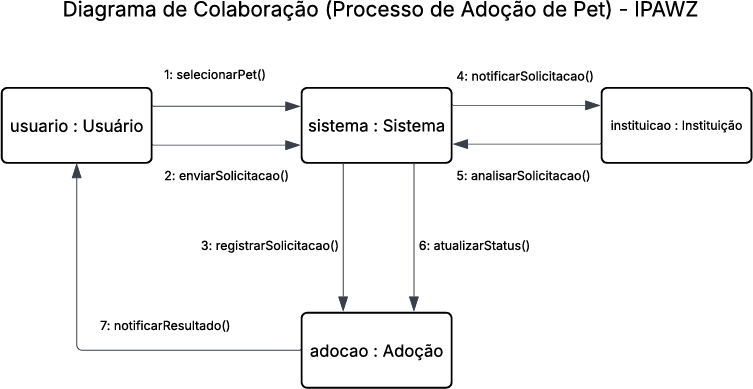 Diagrama de Colaboração (Processo de Adoção de Pet) - IPAWZ
1: selecionarPet()
4: notificarSolicitacao()
usuario : Usuário
sistema : Sistema
instituicao : Instituição
2: enviarSolicitacao()
5: analisarSolicitacao()
3: registrarSolicitacao()
6: atualizarStatus()
7: notificarResultado()
adocao : Adoção